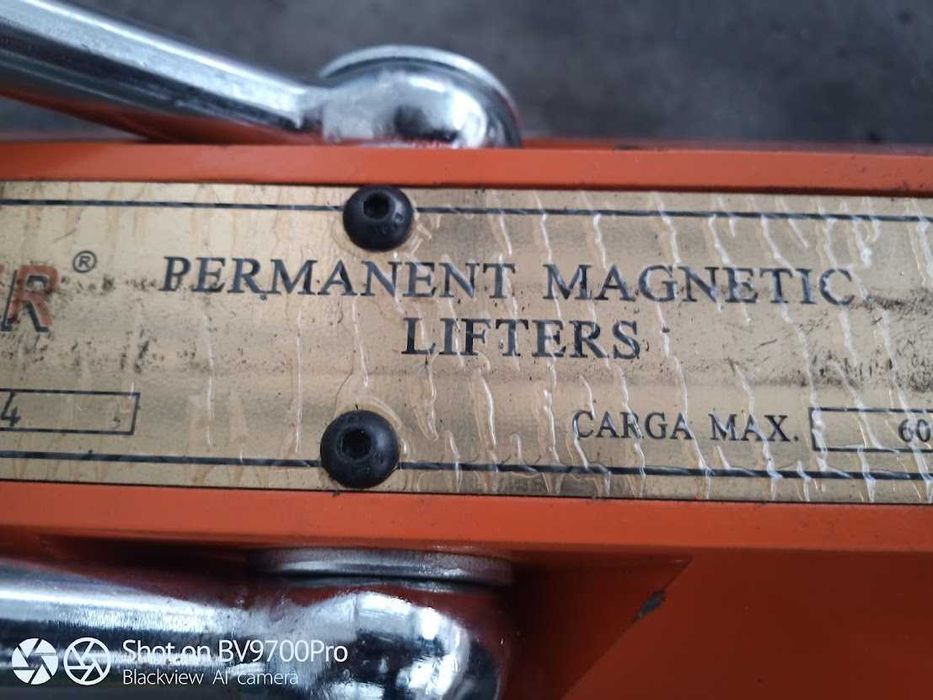 R®
PERMANENT MAGNETIC
LIFTERS
4
CARGA MAX. 60
Shot on BV9700Pro
Blackview AI camera